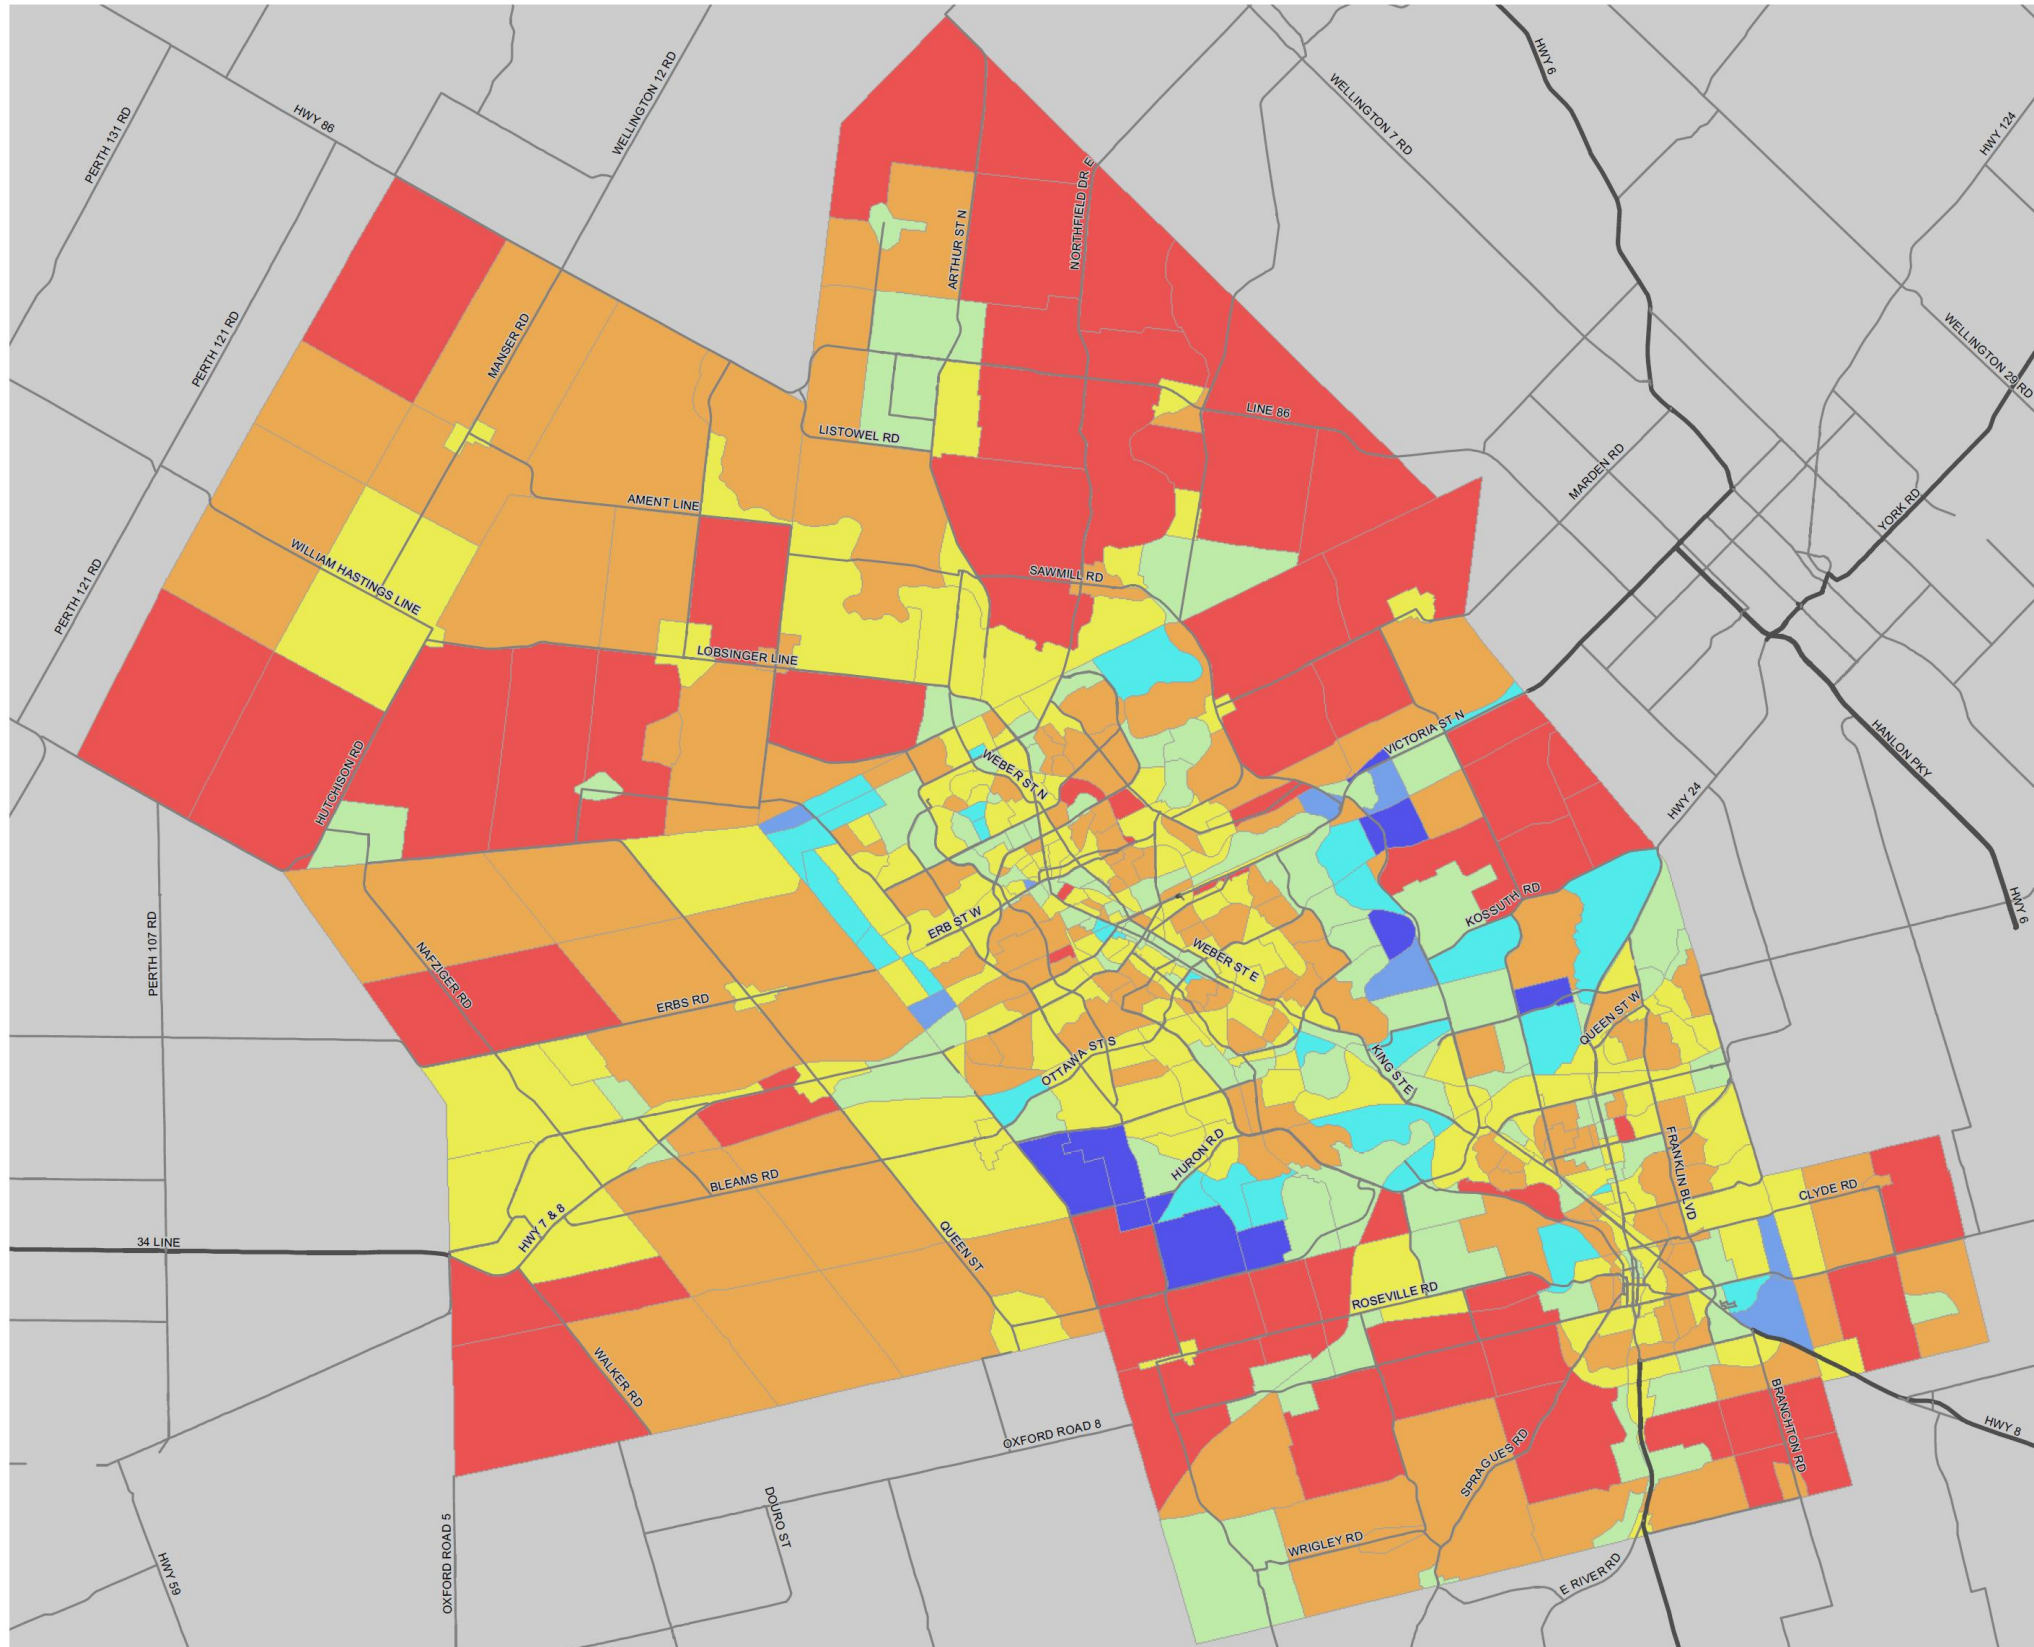 HWY 6
WELLINGTON 12 RD
WELLINGTON 7 RD
HWY 86
PERTH 131 RD
HWY 124
NORTHFIELD DR E
ARTHUR ST N
PERTH 121 RD
MANSER RD
WELLINGTON 29 RD
LINE 86
LISTOWEL RD
MARDEN RD
AMENT LINE
YORK RD
WILLIAM HASTINGS LINE
PERTH 121 RD
SAWMILL RD
LOBSINGER LINE
VICTORIA ST N
HANLON PKY
WEBER ST N
HUTCHISON RD
HWY 24
HWY 6
KOSSUTH RD
ERB ST W
PERTH 107 RD
NAFZIGER RD
WEBER ST E
ERBS RD
QUEEN ST W
OTTAWA ST S
KING ST E
HURON RD
FRANKLIN BLVD
BLEAMS RD
CLYDE RD
HWY 7 & 8
34 LINE
QUEEN ST
ROSEVILLE RD
WALKER RD
BRANCHTON RD
OXFORD ROAD 8
HWY 8
SPRAGUES RD
DOURO ST
OXFORD ROAD 5
WRIGLEY RD
E RIVER RD
HWY 59